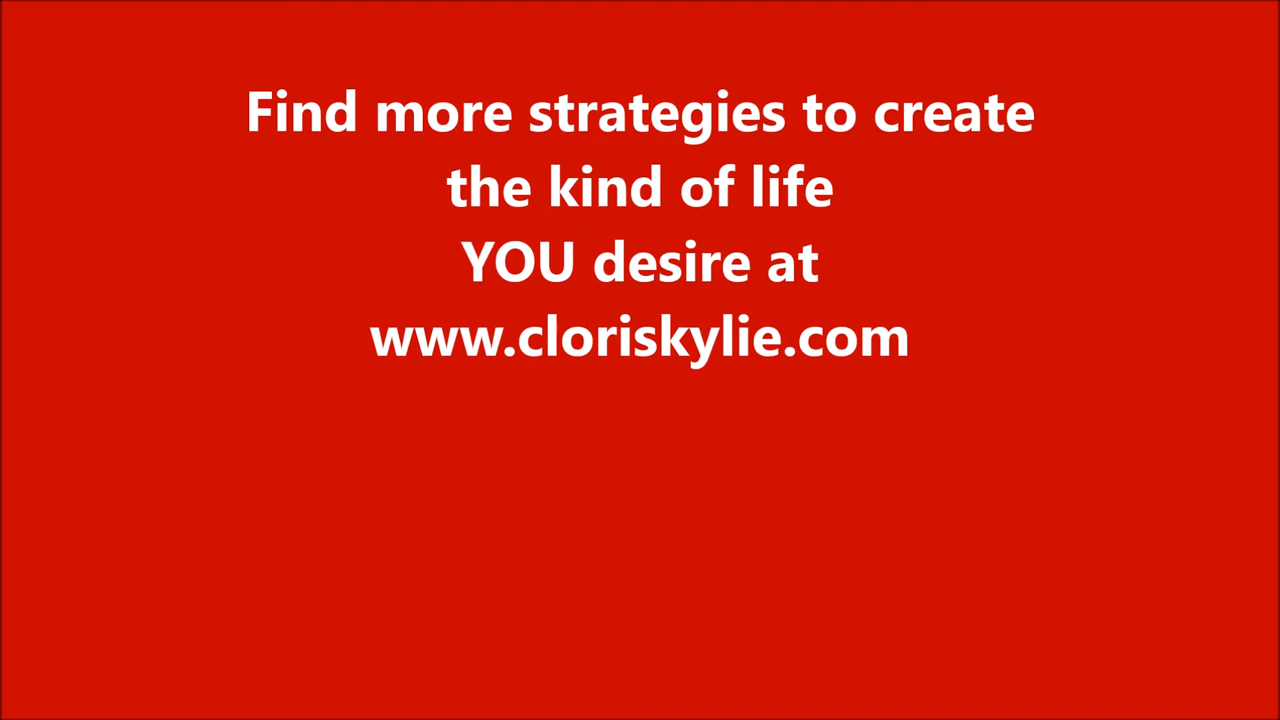 Find more strategies to create
the kind of life
YOU desire at
www.cloriskylie.com